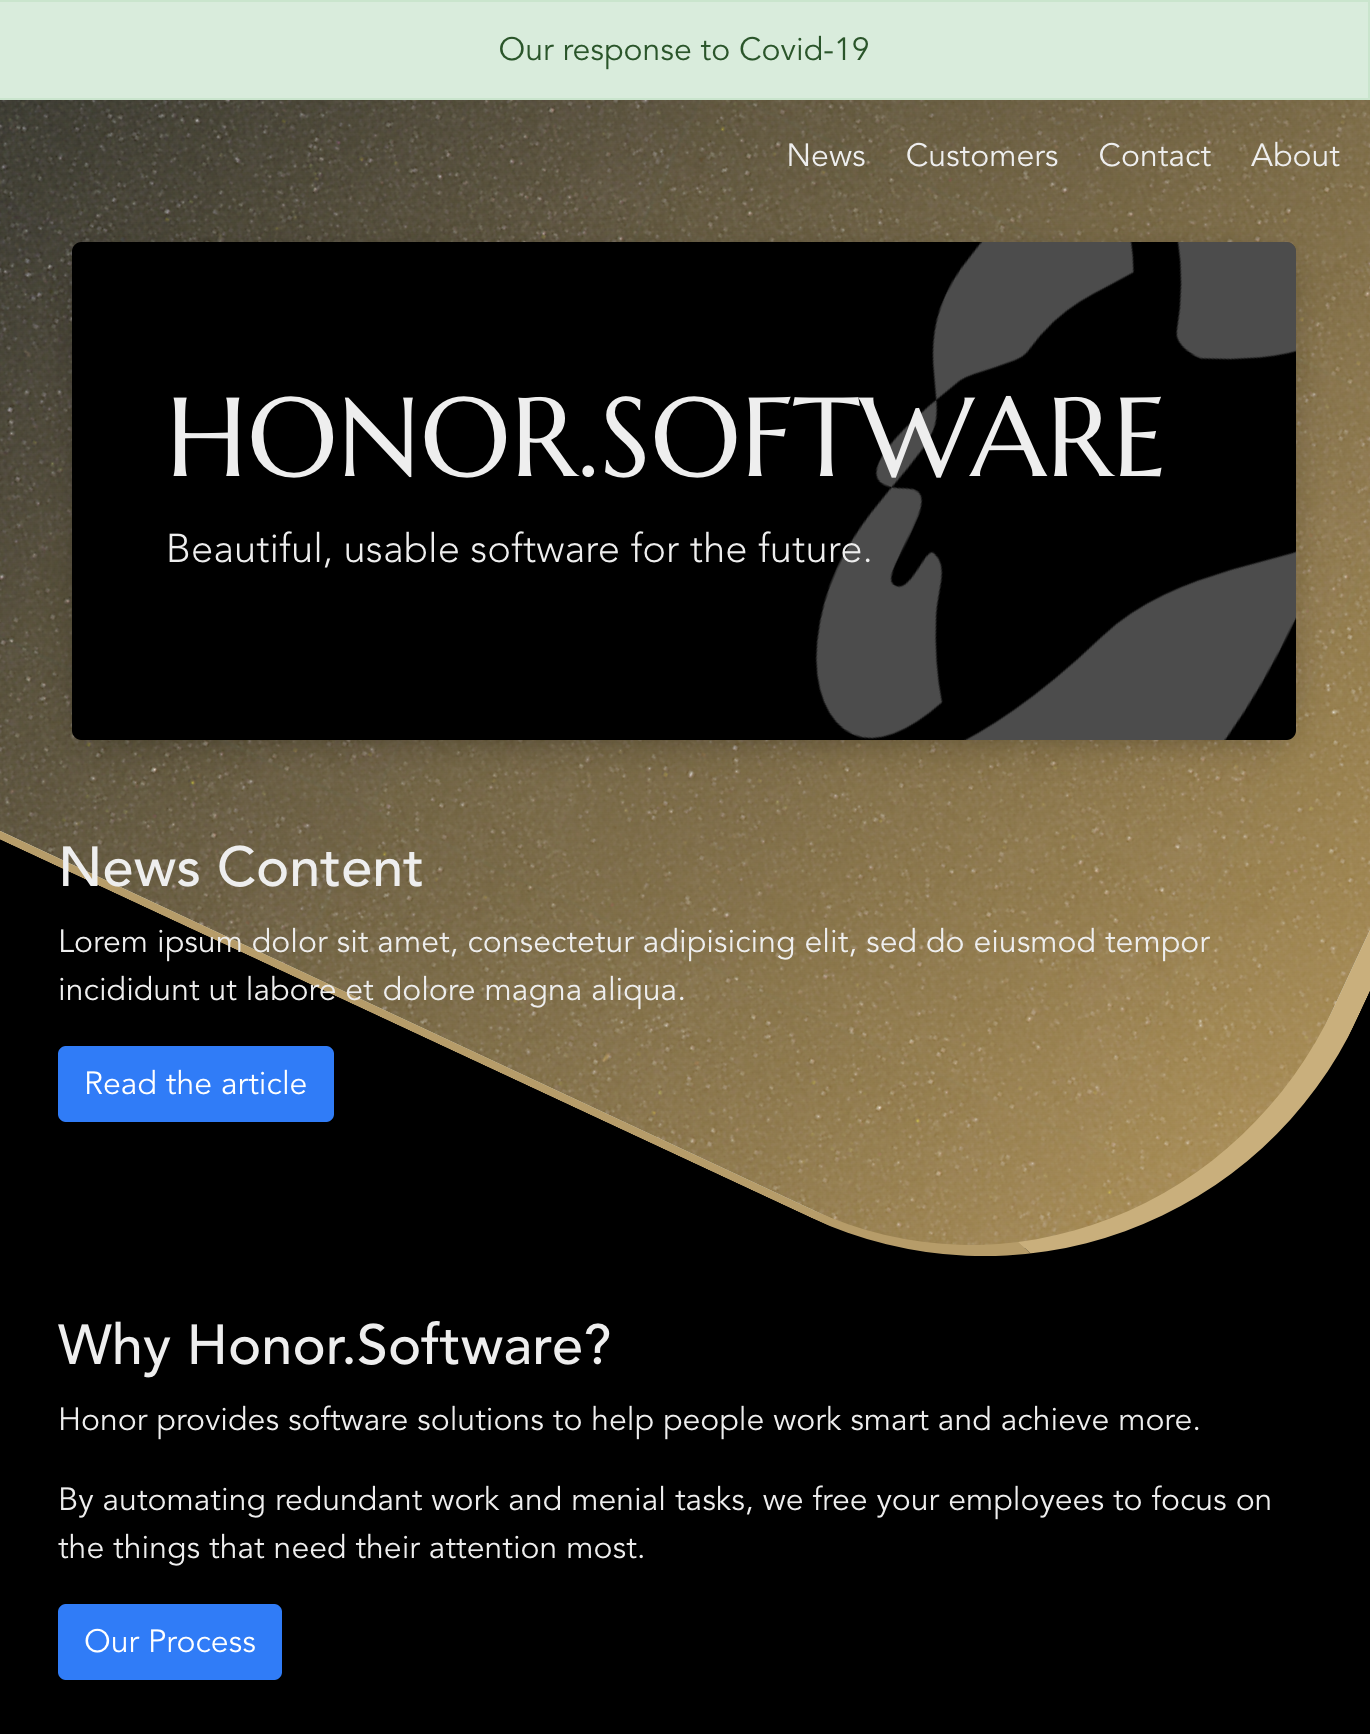 Our response to Covid-19
News Customers Contact About
HONOR.SOFTWARE
Beautiful, usable software for the future.
News Content
Lorem ipsum dolor sit amet, consectetur adipisicing elit, sed do eiusmod tempor
incididunt ut labore et dolore magna aliqua.
Read the article
Why Honor.Software?
Honor provides software solutions to help people work smart and achieve more.
By automating redundant work and menial tasks, we free your employees to focus on
the things that need their attention most.
Our Process